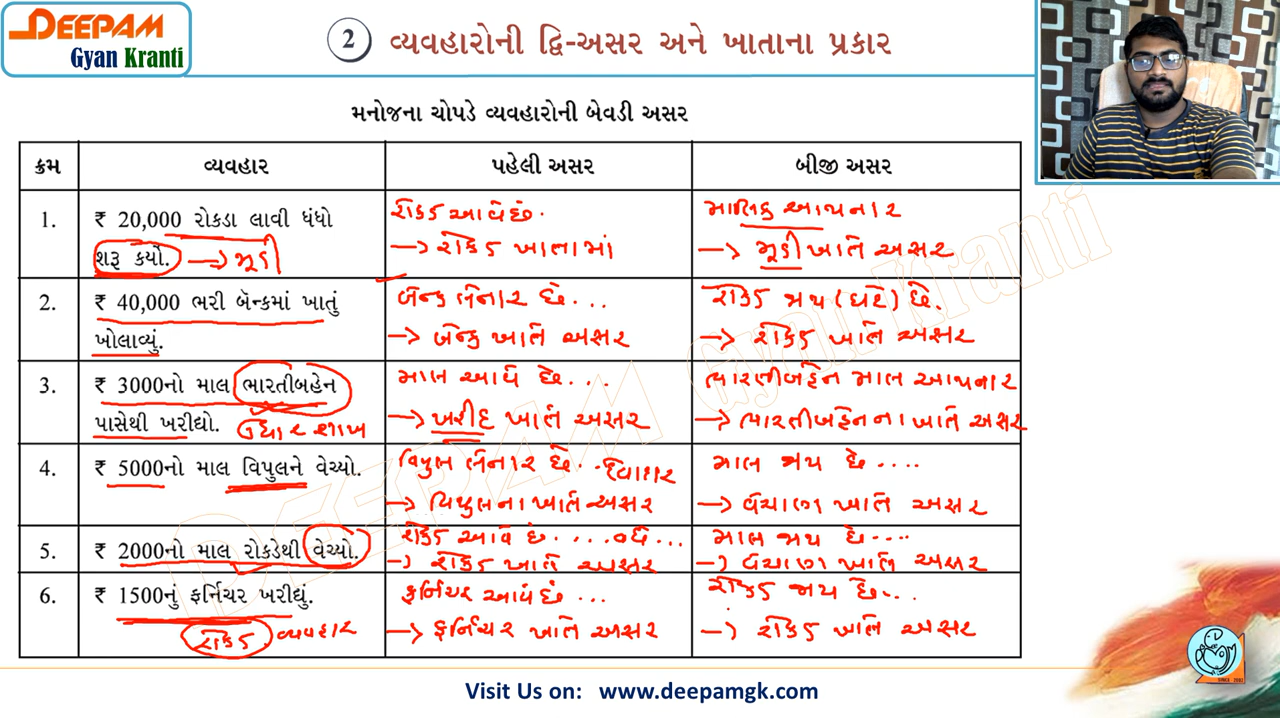 DEEPAM
Gyan Kranti
2 વ્યવહારોની દ્વિ-અસર અને ખાતાના પ્રકાર
મનોજના ચોપડે વ્યવહારોની બેવડી અસર
ક્રમ વ્યવહાર પહેલી અસર બીજી અસર
1. ₹ 20,000 રોકડા લાવી ધંધો રોકડ આવે છે. માલિક આપનાર
શરૂ કર્યો. → મૂડી → રોકડ ખાતામાં → મૂડી ખાતે અસર
2. ₹ 40,000 ભરી બૅન્કમાં ખાતું બેન્ક લેનાર છે... રોકડ જાય (ઘટે) છે.
ખોલાવ્યું. → બેન્ક ખાતે અસર → રોકડ ખાતે અસર
3. ₹ 3000નો માલ ભારતીબહેન માલ આવે છે... ભારતીબહેન માલ આપનાર
પાસેથી ખરીદ્યો. ઉધાર શાખ → ખરીદ ખાતે અસર → ભારતીબહેનના ખાતે અસર
4. ₹ 5000નો માલ વિપુલને વેચ્યો. વિપુલ લેનાર છે.. દેવાદાર માલ જાય છે....
→ વિપુલના ખાતે અસર → વેચાણ ખાતે અસર
5. ₹ 2000નો માલ રોકડેથી વેચ્યો. રોકડ આવે છે.....વધે... માલ જાય છે....
→ રોકડ ખાતે અસર → વેચાણ ખાતે અસર
6. ₹ 1500નું ફર્નિચર ખરીદ્યું. ફર્નિચર આવે છે... રોકડ જાય છે...
રોકડ વ્યવહાર → ફર્નિચર ખાતે અસર → રોકડ ખાતે અસર
DEEPAM Gyan Kranti
Visit Us on: www.deepamgk.com